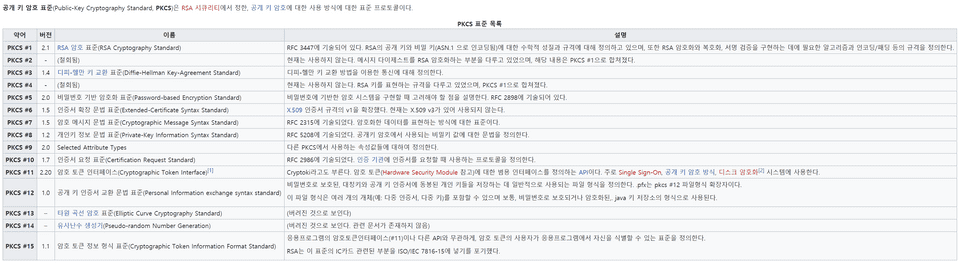 공개 키 암호 표준(Public-Key Cryptography Standard, PKCS)은 RSA 시큐리티에서 정한, 공개 키 암호에 대한 사용 방식에 대한 표준 프로토콜이다.
PKCS 표준 목록
약어 버전 이름 설명
PKCS #1 2.1 RSA 암호 표준(RSA Cryptography Standard) RFC 3447에 기술되어 있다. RSA의 공개 키와 비밀 키(ASN.1 으로 인코딩됨)에 대한 수학적 성질과 규격에 대해 정의하고 있으며, 또한 RSA 암호화와 복호화, 서명 검증을 구현하는 데에 필요한 알고리즘과 인코딩/패딩 등의 규격을 정의한다.
PKCS #2 - (철회됨) 현재는 사용하지 않는다. 메시지 다이제스트를 RSA 암호화하는 부분을 다루고 있었으며, 해당 내용은 PKCS #1으로 합쳐졌다.
PKCS #3 1.4 디피-헬만 키 교환 표준(Diffie-Hellman Key-Agreement Standard) 디피-헬만 키 교환 방법을 이용한 통신에 대해 정의한다.
PKCS #4 - (철회됨) 현재는 사용하지 않는다. RSA 키를 표현하는 규격을 다루고 있었으며, PKCS #1으로 합쳐졌다.
PKCS #5 2.0 비밀번호 기반 암호화 표준(Password-based Encryption Standard) 비밀번호에 기반한 암호 시스템을 구현할 때 고려해야 할 점을 설명한다. RFC 2898에 기술되어 있다.
PKCS #6 1.5 인증서 확장 문법 표준(Extended-Certificate Syntax Standard) X.509 인증서 규격의 v1을 확장했다. 현재는 X.509 v3가 있어 사용되지 않는다.
PKCS #7 1.5 암호 메시지 문법 표준(Cryptographic Message Syntax Standard) RFC 2315에 기술되었다. 암호화한 데이터를 표현하는 방식에 대한 표준이다.
PKCS #8 1.2 개인키 정보 문법 표준(Private-Key Information Syntax Standard) RFC 5208에 기술되었다. 공개키 암호에서 사용되는 비밀키 값에 대한 문법을 정의한다.
PKCS #9 2.0 Selected Attribute Types 다른 PKCS에서 사용하는 속성값들에 대하여 정의한다.
PKCS #10 1.7 인증서 요청 표준(Certification Request Standard) RFC 2986에 기술되었다. 인증 기관에 인증서를 요청할 때 사용하는 프로토콜을 정의한다.
PKCS #11 2.20 암호 토큰 인터페이스(Cryptographic Token Interface)[1] Cryptoki라고도 부른다. 암호 토큰(Hardware Security Module 참고)에 대한 범용 인터페이스를 정의하는 API이다. 주로 Single Sign-On, 공개 키 암호 방식, 디스크 암호화[2] 시스템에 사용한다.
PKCS #12 1.0 공개 키 인증서 교환 문법 표준(Personal Information exchange syntax standard) 비밀번호로 보호된, 대칭키와 공개 키 인증서에 동봉된 개인 키들을 저장하는 데 일반적으로 사용되는 파일 형식을 정의한다. .pfx는 pkcs #12 파일형식 확장자이다.
이 파일 형식은 여러 개의 개체(예: 다중 인증서, 다중 키)를 포함할 수 있으며 보통, 비밀번호로 보호되거나 암호화된, java 키 저장소의 형식으로 사용된다.
PKCS #13 – 타원 곡선 암호 표준(Elliptic Curve Cryptography Standard) (버려진 것으로 보인다)
PKCS #14 – 유사난수 생성기(Pseudo-random Number Generation) (버려진 것으로 보인다. 관련 문서가 존재하지 않음)
PKCS #15 1.1 암호 토큰 정보 형식 표준(Cryptographic Token Information Format Standard) 응용프로그램의 암호토큰인터페이스(#11)이나 다른 API와 무관하게, 암호 토큰의 사용자가 응용프로그램에서 자신을 식별할 수 있는 표준을 정의한다.
RSA는 이 표준의 IC카드 관련된 부분을 ISO/IEC 7816-15에 넣기를 포기했다.